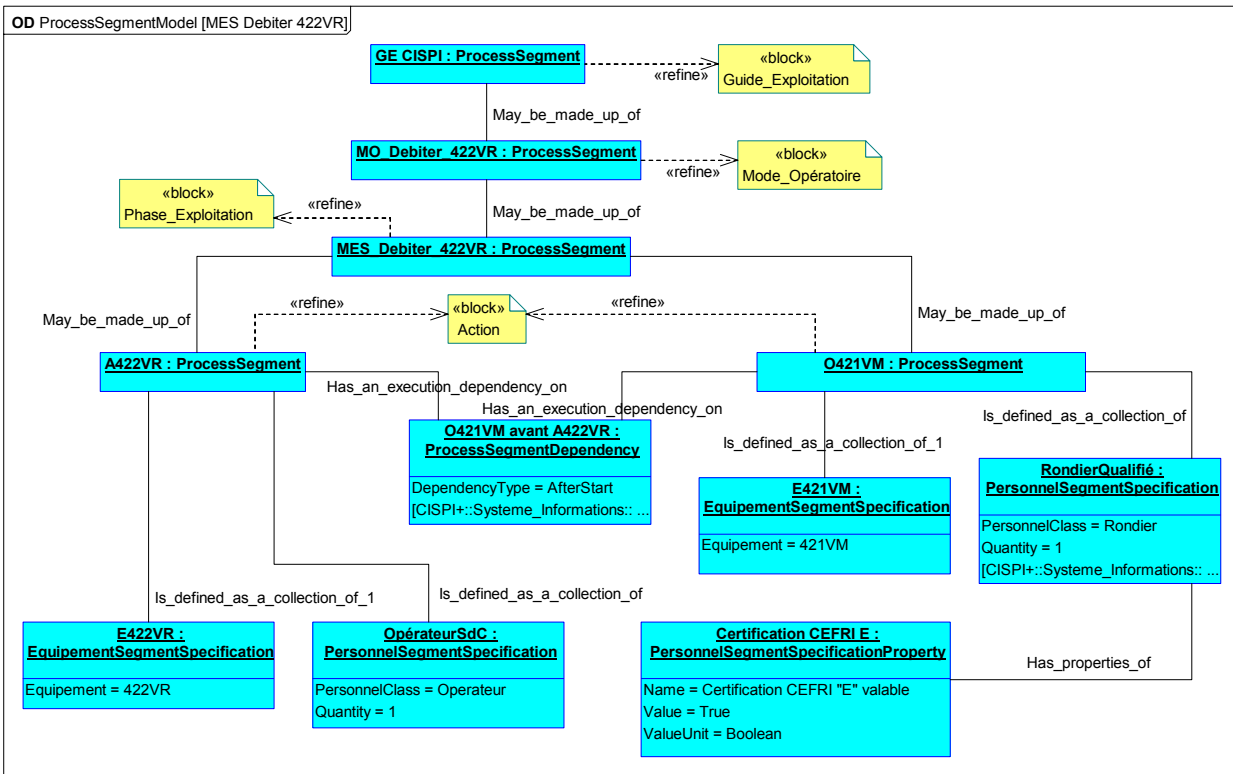 OD ProcessSegmentModel [MES Debiter 422VR]
GE CISPI : ProcessSegment
«refine»
«block»
Guide_Exploitation
May_be_made_up_of
MO_Debiter_422VR : ProcessSegment
«refine»
«block»
Mode_Opératoire
«block»
Phase_Exploitation
«refine»
May_be_made_up_of
MES_Debiter_422VR : ProcessSegment
May_be_made_up_of
«refine»
«block»
Action
«refine»
May_be_made_up_of
A422VR : ProcessSegment
O421VM : ProcessSegment
Has_an_execution_dependency_on
Has_an_execution_dependency_on
O421VM avant A422VR :
ProcessSegmentDependency
DependencyType = AfterStart
[CISPI+::Systeme_Informations:: ...
Is_defined_as_a_collection_of_1
E421VM :
EquipementSegmentSpecification
Equipement = 421VM
Is_defined_as_a_collection_of
RondierQualifié :
PersonnelSegmentSpecification
PersonnelClass = Rondier
Quantity = 1
[CISPI+::Systeme_Informations:: ...
Is_defined_as_a_collection_of_1
E422VR :
EquipementSegmentSpecification
Equipement = 422VR
Is_defined_as_a_collection_of
OpérateurSdC :
PersonnelSegmentSpecification
PersonnelClass = Operateur
Quantity = 1
Certification CEFRI E :
PersonnelSegmentSpecificationProperty
Name = Certification CEFRI "E" valable
Value = True
ValueUnit = Boolean
Has_properties_of